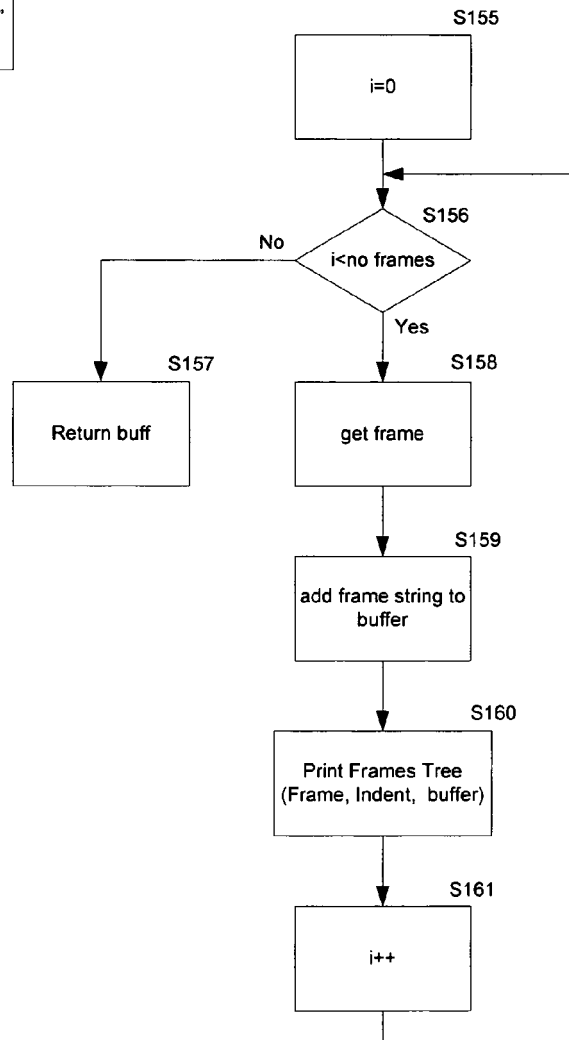 S155
i=0
S156
No
i<no frames
Yes
S157
S158
Return buff
get frame
S159
add frame string to
buffer
S160
Print Frames Tree
(Frame, Indent, buffer)
S161
i++